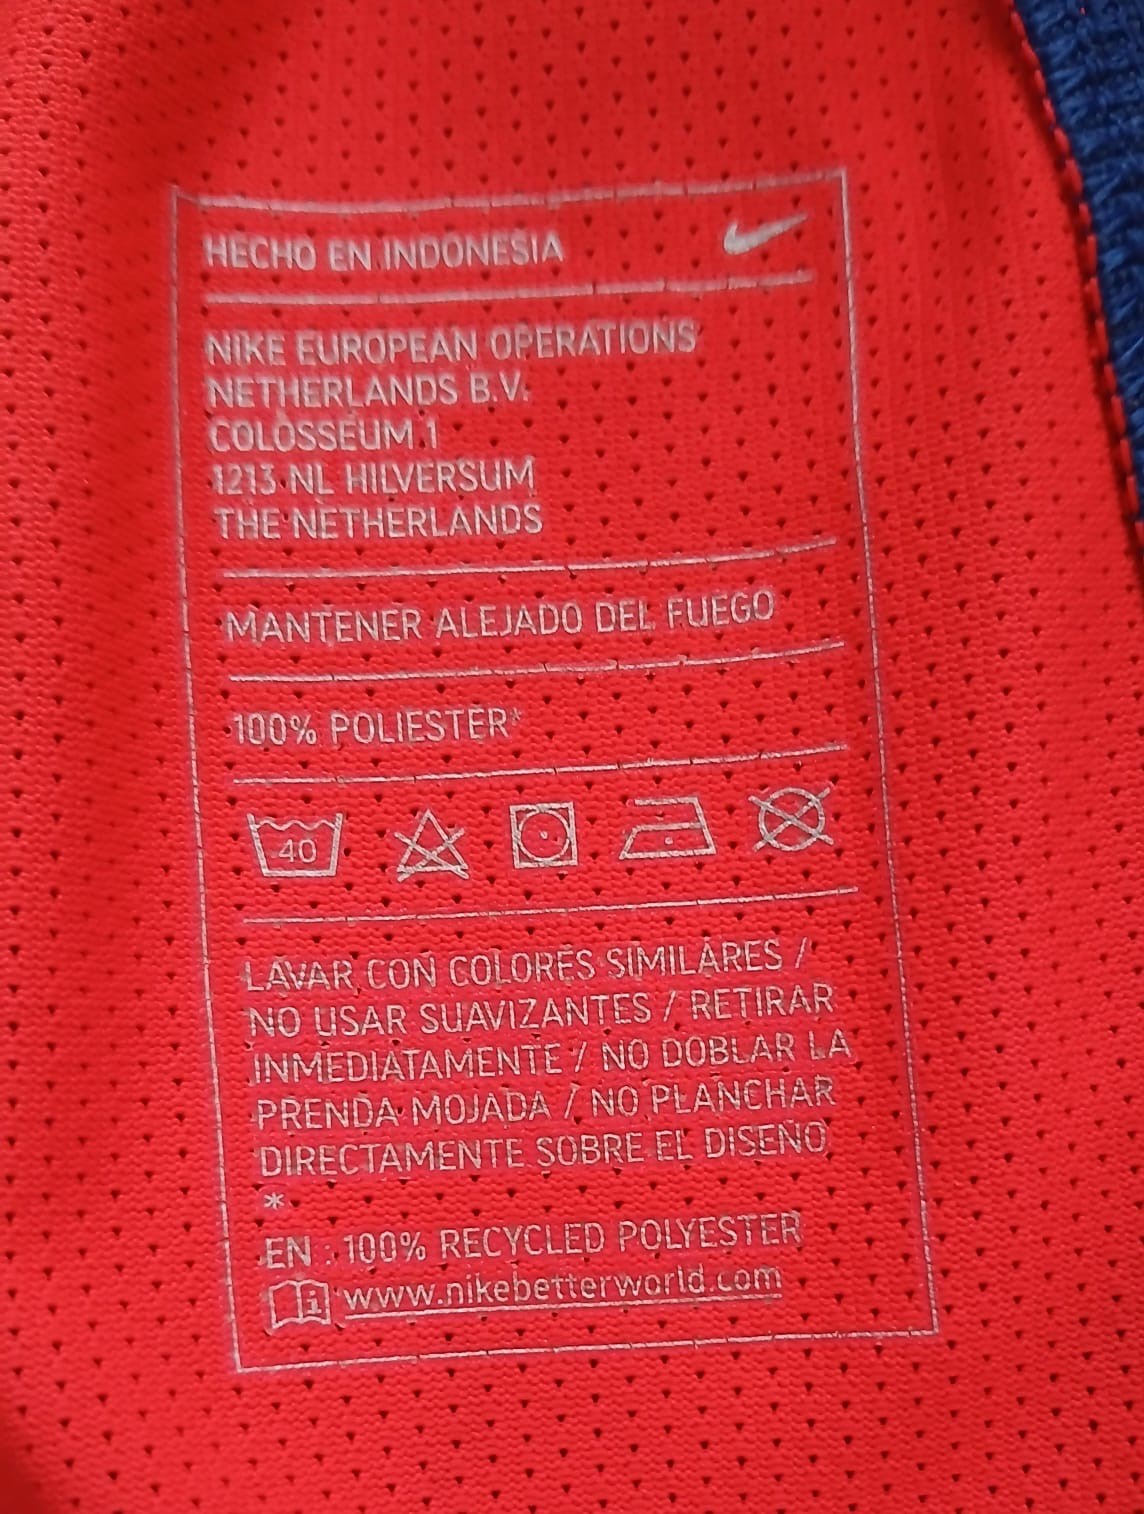 HECHO EN INDONESIA
NIKE EUROPEAN OPERATIONS
NETHERLANDS B.V.
COLOSSEUM 1
1213 NL HILVERSUM
THE NETHERLANDS
MANTENER ALEJADO DEL FUEGO
100% POLIESTER*
40
LAVAR CON COLORES SIMILARES /
NO USAR SUAVIZANTES / RETIRAR
INMEDIATAMENTE / NO DOBLAR LA
PRENDA MOJADA / NO PLANCHAR
DIRECTAMENTE SOBRE EL DISEÑO
*
EN : 100% RECYCLED POLYESTER
www.nikebetterworld.com